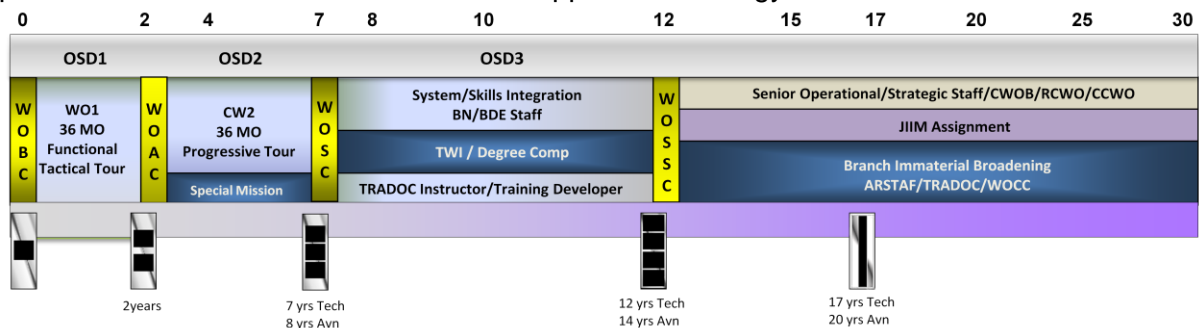 0 2 4 7 8 10 12 15 17 20 25 30
OSD1 OSD2 OSD3
WOBC
WO1
36 MO
Functional
Tactical Tour
WOAC
CW2
36 MO
Progressive Tour
Special Mission
WOSC
System/Skills Integration
BN/BDE Staff
TWI / Degree Comp
TRADOC Instructor/Training Developer
WOSSC
Senior Operational/Strategic Staff/CWOB/RCWO/CCWO
JIIM Assignment
Branch Immaterial Broadening
ARSTAF/TRADOC/WOCC
2years
7 yrs Tech
8 yrs Avn
12 yrs Tech
14 yrs Avn
17 yrs Tech
20 yrs Avn